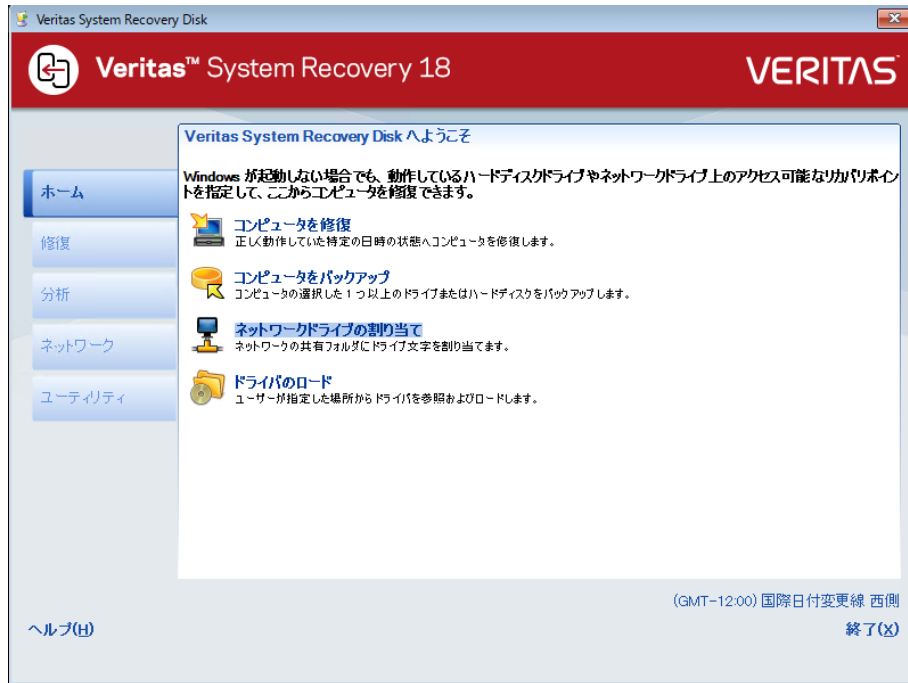 Veritas System Recovery Disk
Veritas™ System Recovery 18
VERITAS
Veritas System Recovery Disk へようこそ
Windows が起動しない場合でも、動作しているハードディスクドライブやネットワークドライブ上のアクセス可能なリカバリポイン
トを指定して、ここからコンピュータを修復できます。
ホーム
修復
分析
ネットワーク
ユーティリティ
コンピュータを修復
正しく動作していた特定の日時の状態へコンピュータを修復します。
コンピュータをバックアップ
コンピュータの選択した 1 つ以上のドライブまたはハードディスクをバックアップします。
ネットワークドライブの割り当て
ネットワークの共有フォルダにドライブ文字を割り当てます。
ドライバのロード
ユーザーが指定した場所からドライバを参照およびロードします。
(GMT-12:00) 国際日付変更線 西側
ヘルプ(H)
終了(X)